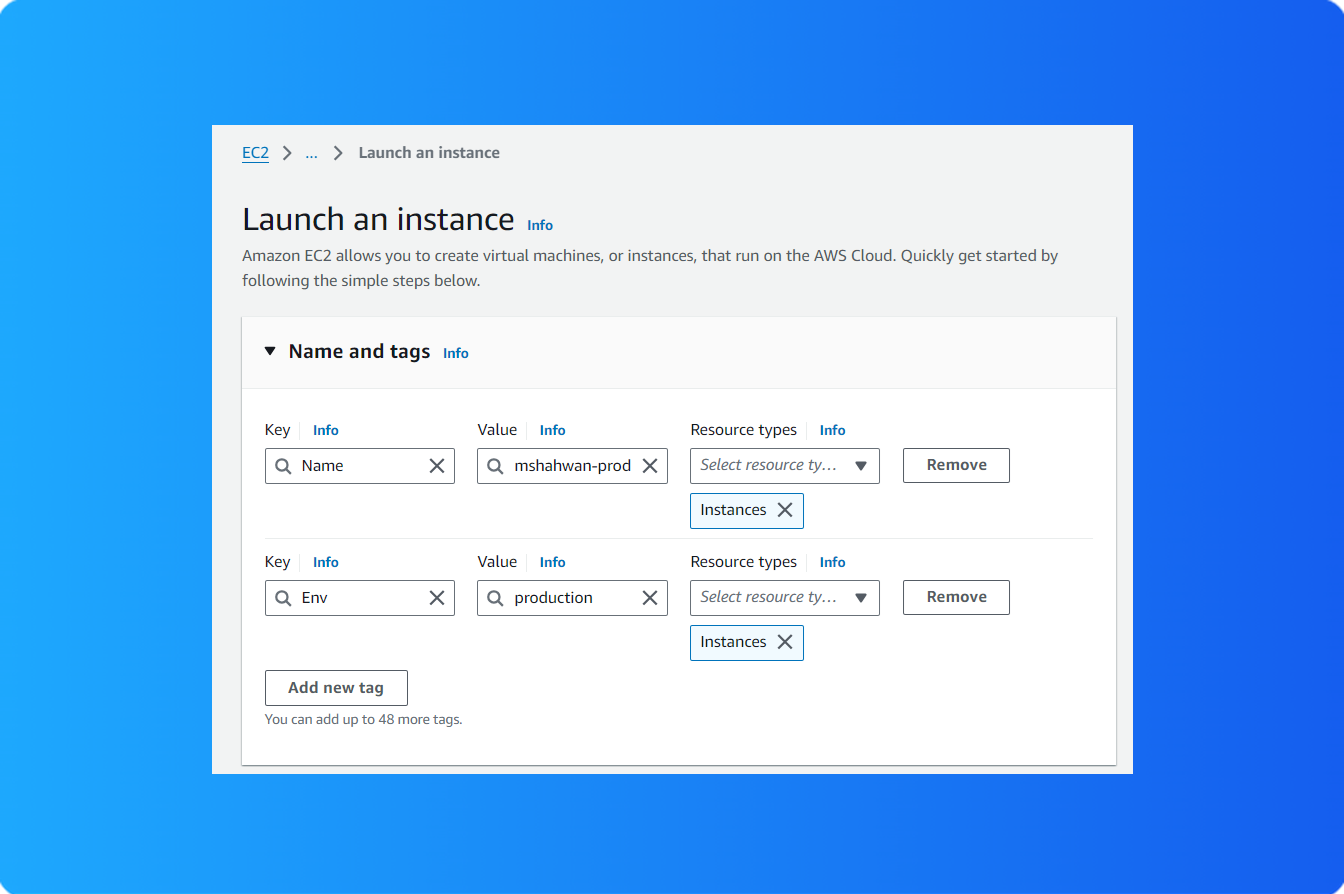 EC2 > ... > Launch an instance
Launch an instance Info
Amazon EC2 allows you to create virtual machines, or instances, that run on the AWS Cloud. Quickly get started by
following the simple steps below.
Name and tags Info
Key Info Value Info Resource types Info
Name mshahwan-prod Select resource ty... Remove
Instances
Key Info Value Info Resource types Info
Env production Select resource ty... Remove
Instances
Add new tag
You can add up to 48 more tags.